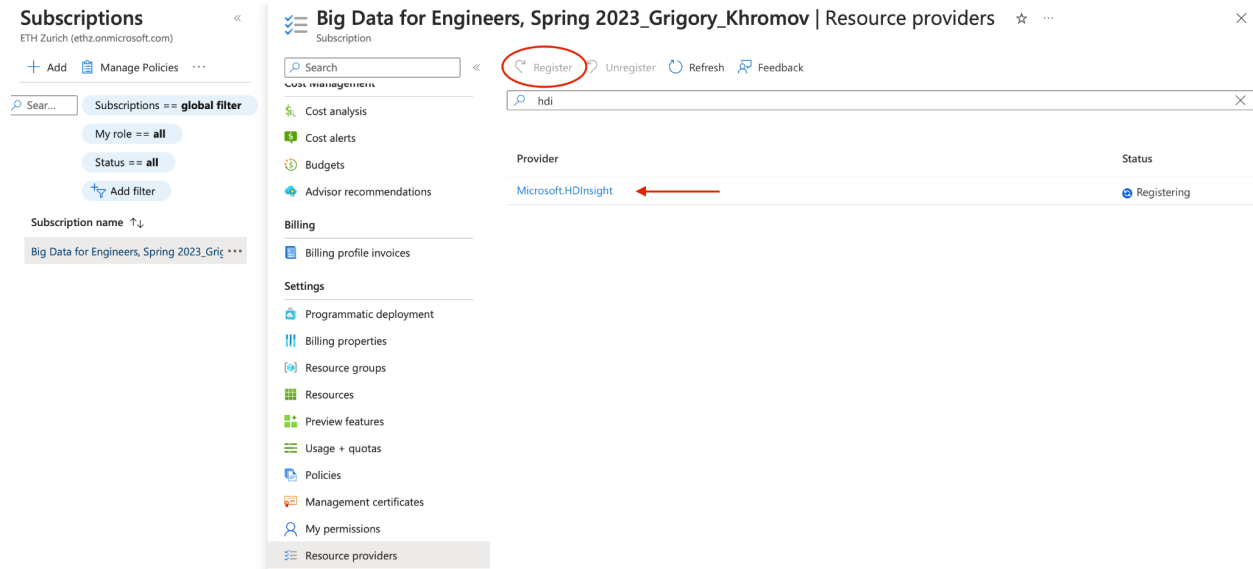 Subscriptions
«
ETH Zurich (ethz.onmicrosoft.com)
Add
Manage Policies
...
Sear...
Subscriptions == global filter
My role == all
Status == all
Add filter
Subscription name ↑↓
Big Data for Engineers, Spring 2023_Grig ...
Big Data for Engineers, Spring 2023_Grigory_Khromov | Resource providers
...
Subscription
Search
«
Cost Management
Cost analysis
Cost alerts
Budgets
Advisor recommendations
Billing
Billing profile invoices
Settings
Programmatic deployment
Billing properties
Resource groups
Resources
Preview features
Usage + quotas
Policies
Management certificates
My permissions
Resource providers
Register
Unregister
Refresh
Feedback
hdi
Provider
Status
Microsoft.HDInsight
Registering